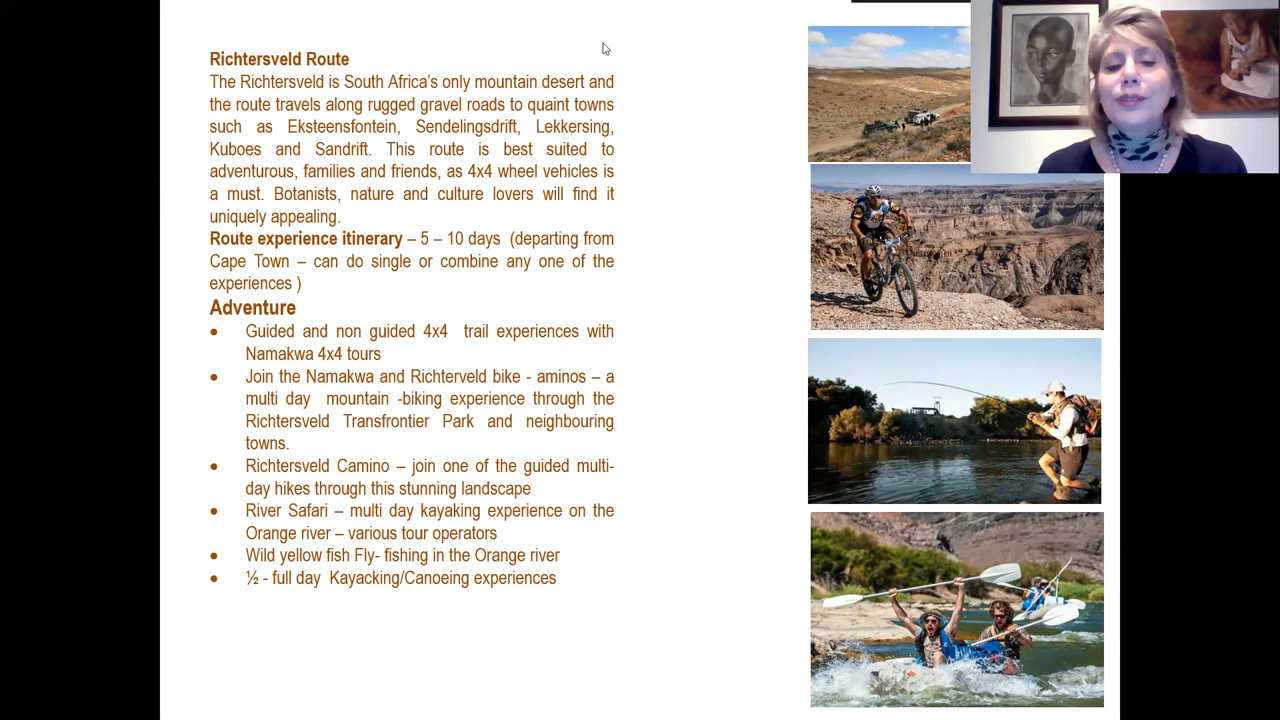 Richtersveld Route
The Richtersveld is South Africa's only mountain desert and
the route travels along rugged gravel roads to quaint towns
such as Eksteensfontein, Sendelingsdrift, Lekkersing,
Kuboes and Sandrift. This route is best suited to
adventurous, families and friends, as 4x4 wheel vehicles is
a must. Botanists, nature and culture lovers will find it
uniquely appealing.
Route experience itinerary – 5 – 10 days (departing from
Cape Town – can do single or combine any one of the
experiences )
Adventure
• Guided and non guided 4x4 trail experiences with
Namakwa 4x4 tours
• Join the Namakwa and Richterveld bike - aminos – a
multi day mountain -biking experience through the
Richtersveld Transfrontier Park and neighbouring
towns.
• Richtersveld Camino – join one of the guided multi-
day hikes through this stunning landscape
• River Safari – multi day kayaking experience on the
Orange river – various tour operators
• Wild yellow fish Fly- fishing in the Orange river
• ½ - full day Kayacking/Canoeing experiences